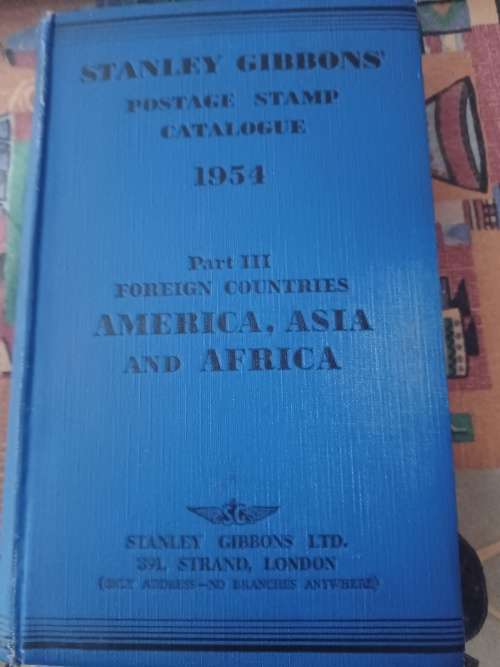 STANLEY GIBBONS'
POSTAGE STAMP
CATALOGUE
1954
Part III
FOREIGN COUNTRIES
AMERICA, ASIA
AND AFRICA
SG
STANLEY GIBBONS LTD.
391, STRAND, LONDON
(ONLY ADDRESS—NO BRANCHES ANYWHERE)